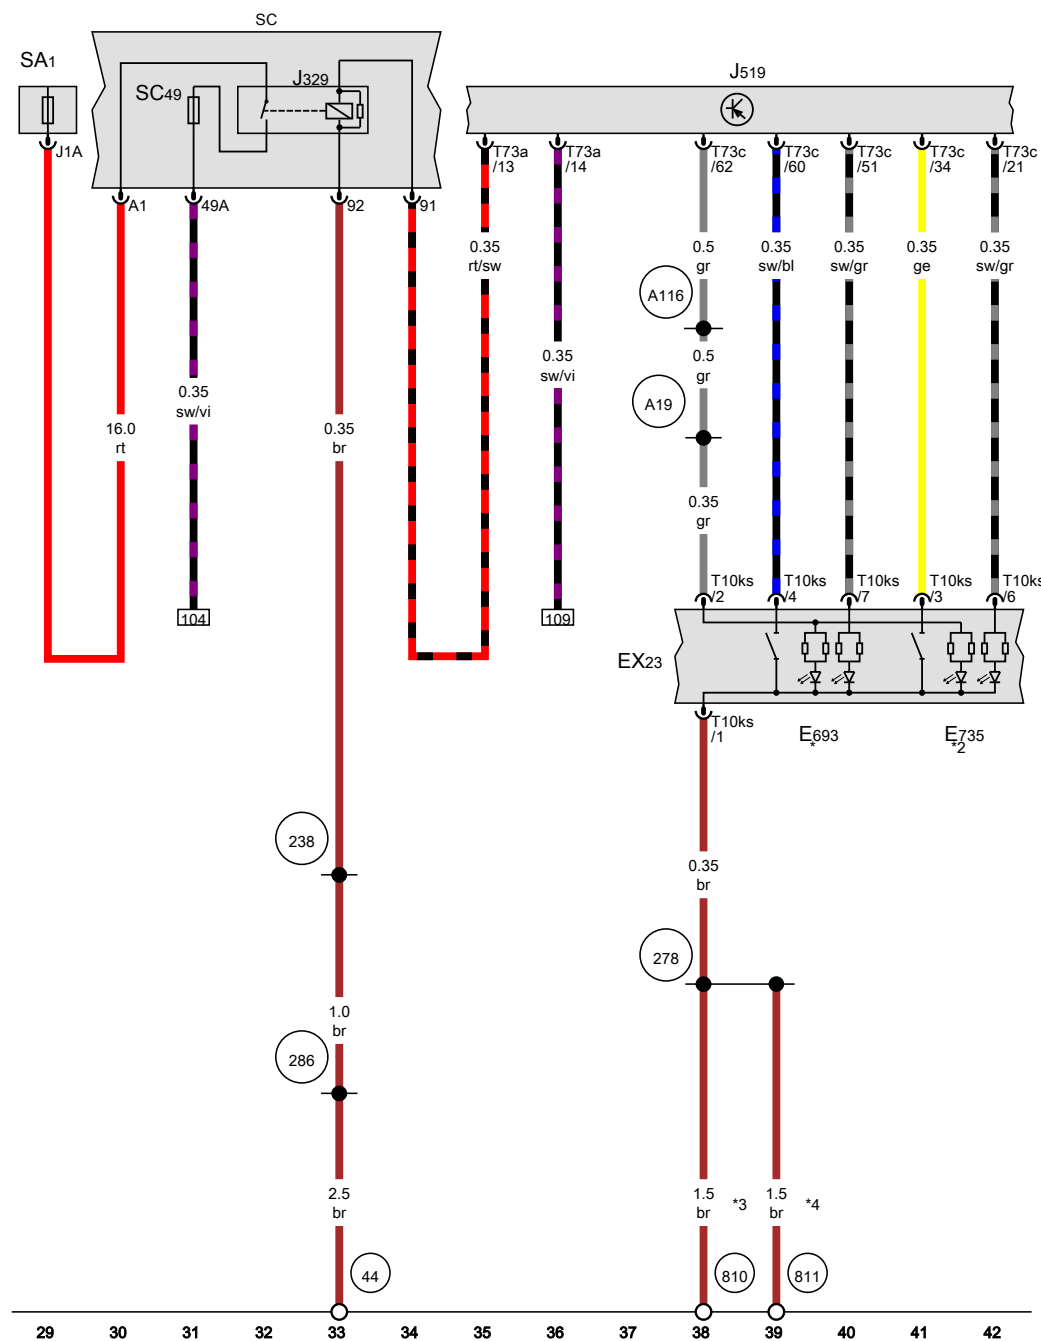 SC
SA1
J329
SC49
J519
J1A
A1
49A
92
91
T73a
/13
T73a
/14
T73c
/62
T73c
/60
T73c
/51
T73c
/34
T73c
/21
0.35
rt/sw
0.5
gr
0.35
sw/bl
0.35
sw/gr
0.35
ge
0.35
sw/gr
A116
0.35
sw/vi
0.35
sw/vi
0.5
gr
A19
16.0
rt
0.35
br
0.35
gr
104
109
T10ks
/2
T10ks
/4
T10ks
/7
T10ks
/3
T10ks
/6
EX23
T10ks
/1
E693
*
E735
*2
238
0.35
br
278
1.0
br
286
2.5
br
1.5
br
*3
1.5
br
*4
44
810
811
29 30 31 32 33 34 35 36 37 38 39 40 41 42